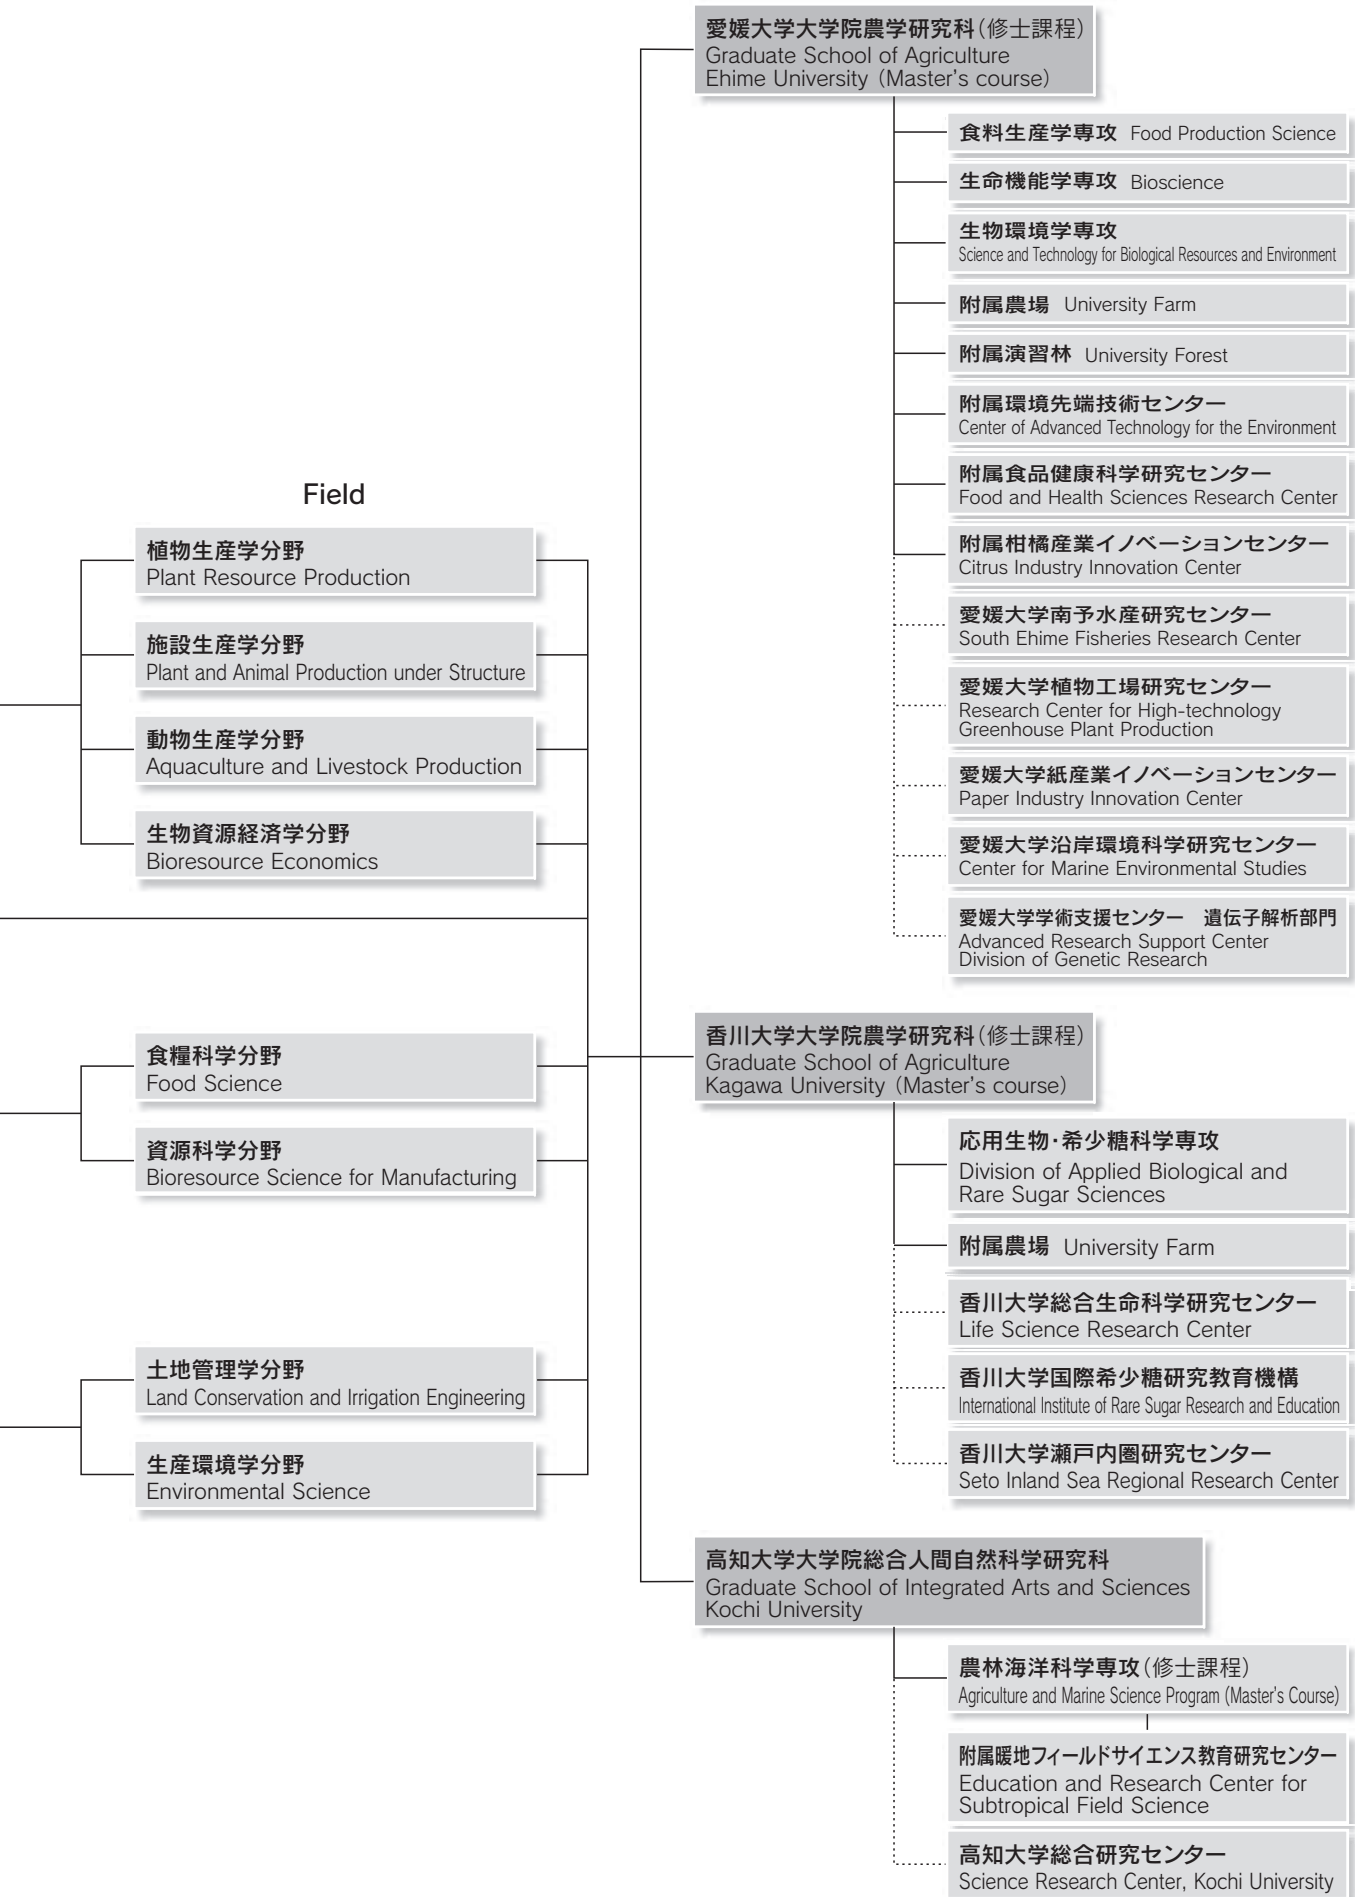 Field
植物生産学分野
Plant Resource Production
施設生産学分野
Plant and Animal Production under Structure
動物生産学分野
Aquaculture and Livestock Production
生物資源経済学分野
Bioresource Economics
食糧科学分野
Food Science
資源科学分野
Bioresource Science for Manufacturing
土地管理学分野
Land Conservation and Irrigation Engineering
生産環境学分野
Environmental Science
愛媛大学大学院農学研究科（修士課程）
Graduate School of Agriculture
Ehime University (Master's course)
食料生産学専攻 Food Production Science
生命機能学専攻 Bioscience
生物環境学専攻
Science and Technology for Biological Resources and Environment
附属農場 University Farm
附属演習林 University Forest
附属環境先端技術センター
Center of Advanced Technology for the Environment
附属食品健康科学研究センター
Food and Health Sciences Research Center
附属柑橘産業イノベーションセンター
Citrus Industry Innovation Center
愛媛大学南予水産研究センター
South Ehime Fisheries Research Center
愛媛大学植物工場研究センター
Research Center for High-technology
Greenhouse Plant Production
愛媛大学紙産業イノベーションセンター
Paper Industry Innovation Center
愛媛大学沿岸環境科学研究センター
Center for Marine Environmental Studies
愛媛大学学術支援センター　遺伝子解析部門
Advanced Research Support Center
Division of Genetic Research
香川大学大学院農学研究科（修士課程）
Graduate School of Agriculture
Kagawa University (Master's course)
応用生物・希少糖科学専攻
Division of Applied Biological and
Rare Sugar Sciences
附属農場 University Farm
香川大学総合生命科学研究センター
Life Science Research Center
香川大学国際希少糖研究教育機構
International Institute of Rare Sugar Research and Education
香川大学瀬戸内圏研究センター
Seto Inland Sea Regional Research Center
高知大学大学院総合人間自然科学研究科
Graduate School of Integrated Arts and Sciences
Kochi University
農林海洋科学専攻（修士課程）
Agriculture and Marine Science Program (Master's Course)
附属暖地フィールドサイエンス教育研究センター
Education and Research Center for
Subtropical Field Science
高知大学総合研究センター
Science Research Center, Kochi University